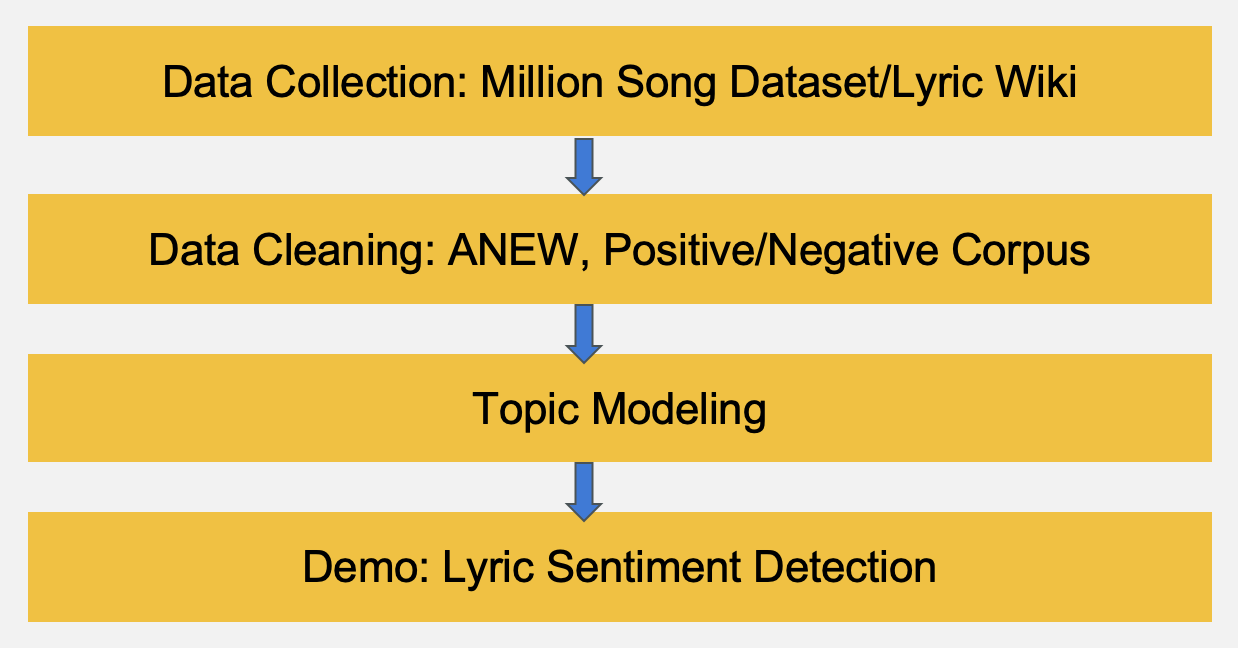 Data Collection: Million Song Dataset/Lyric Wiki
Data Cleaning: ANEW, Positive/Negative Corpus
Topic Modeling
Demo: Lyric Sentiment Detection